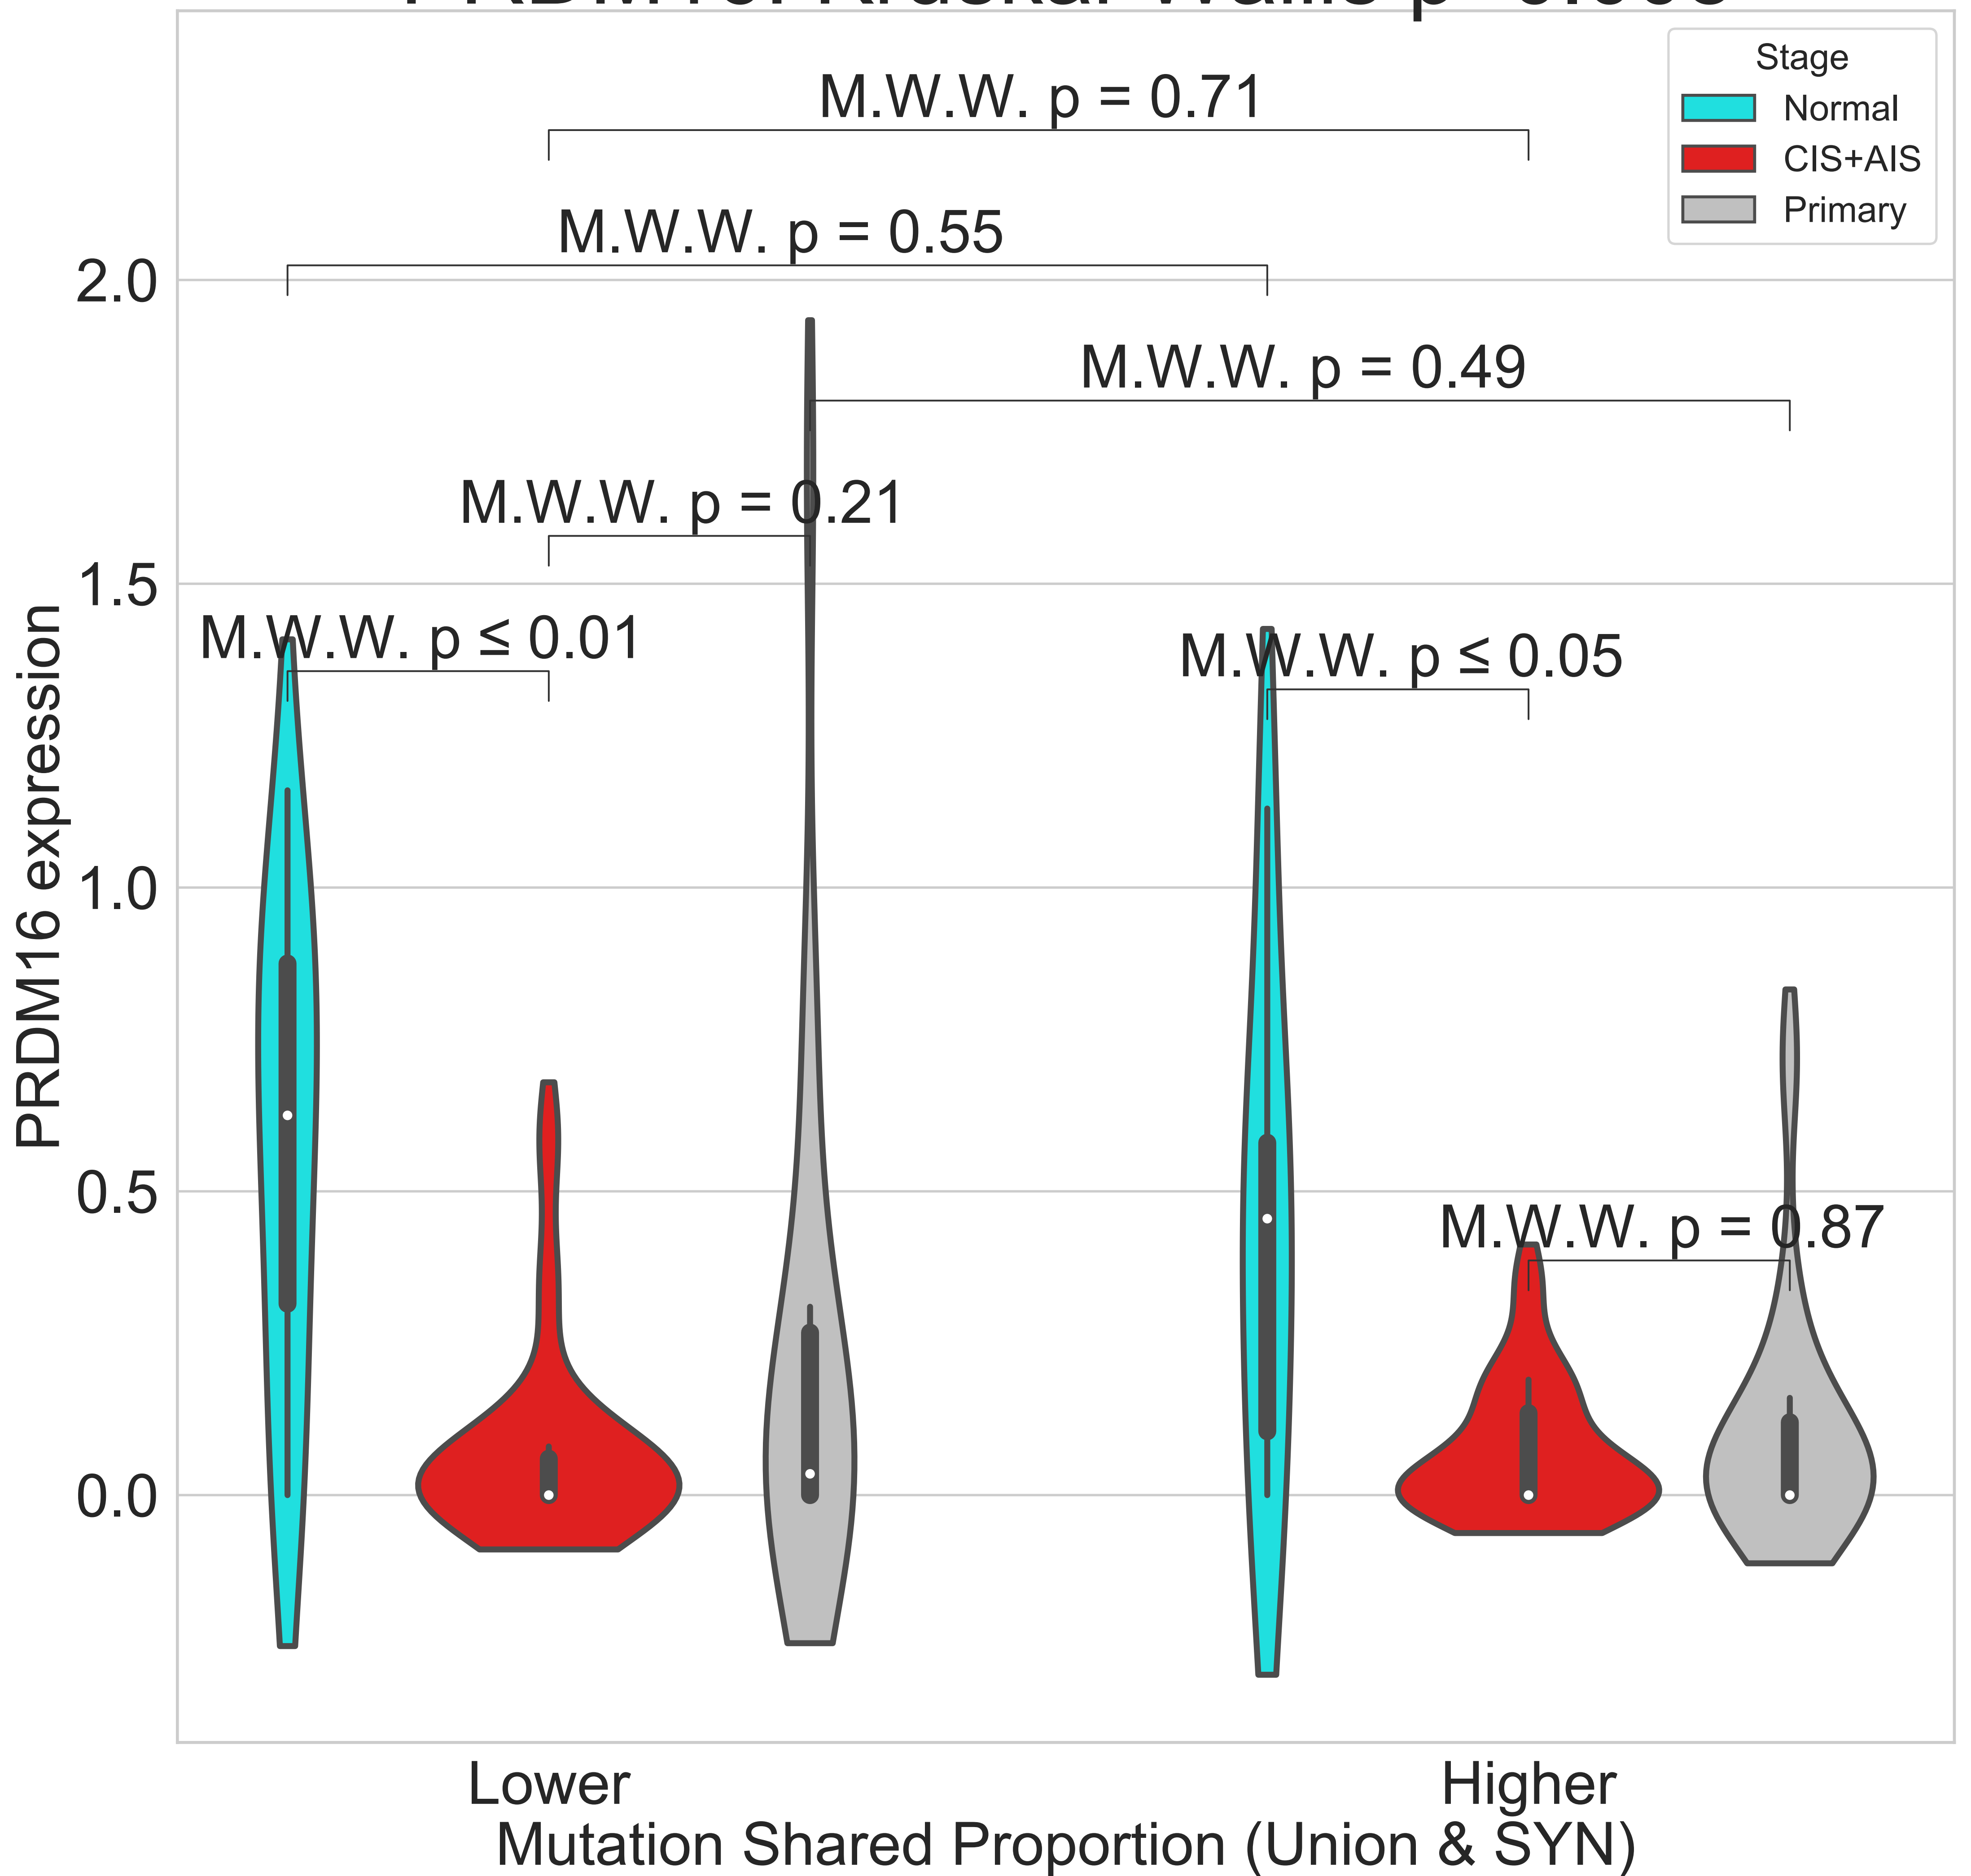 Stage
Normal
CIS+AIS
Primary
M.W.W. p = 0.71
M.W.W. p = 0.55
M.W.W. p = 0.49
M.W.W. p = 0.21
M.W.W. p ≤ 0.01
M.W.W. p ≤ 0.05
M.W.W. p = 0.87
PRDM16 expression
2.0
1.5
1.0
0.5
0.0
Lower
Higher
Mutation Shared Proportion (Union & SYN)